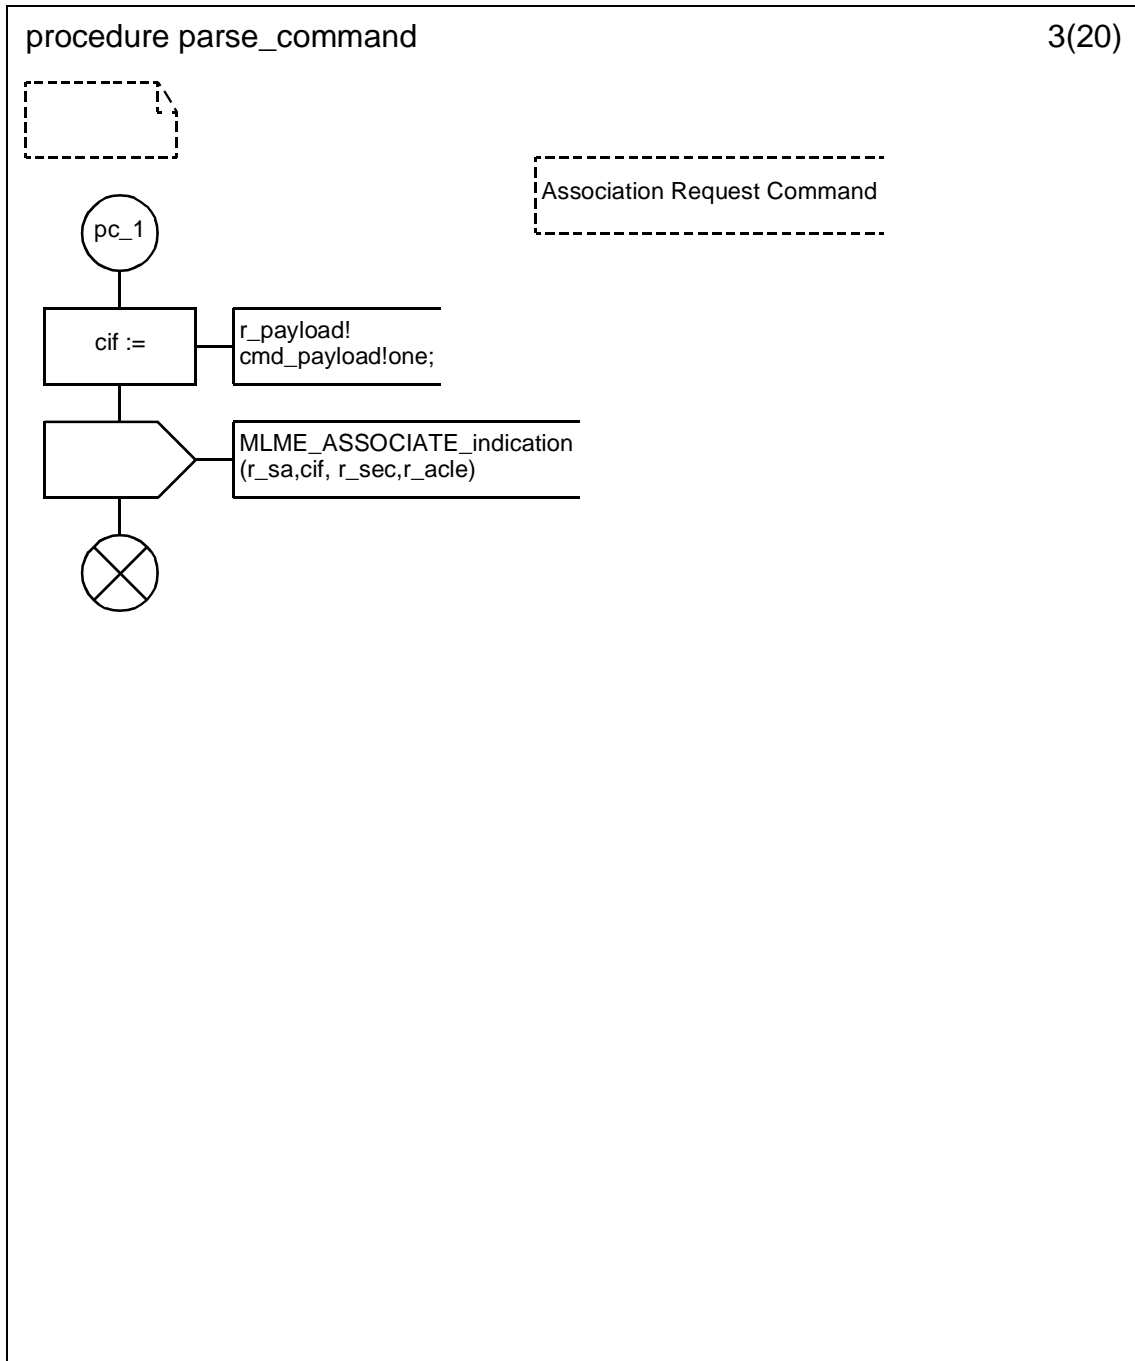 procedure parse_command
3(20)
Association Request Command
pc_1
cif :=
r_payload!
cmd_payload!one;
MLME_ASSOCIATE_indication
(r_sa,cif, r_sec,r_acle)